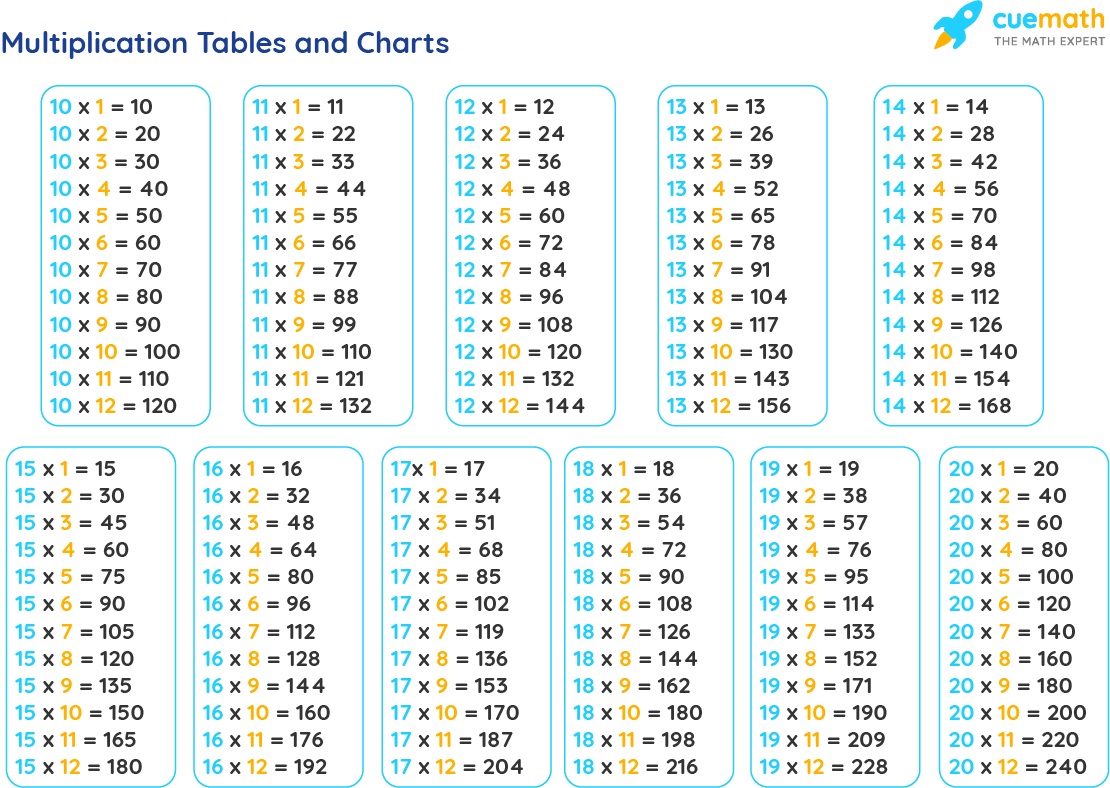 Multiplication Tables and Charts
cuemath
THE MATH EXPERT
10 x 1 = 10
10 x 2 = 20
10 x 3 = 30
10 x 4 = 40
10 x 5 = 50
10 x 6 = 60
10 x 7 = 70
10 x 8 = 80
10 x 9 = 90
10 x 10 = 100
10 x 11 = 110
10 x 12 = 120
11 x 1 = 11
11 x 2 = 22
11 x 3 = 33
11 x 4 = 44
11 x 5 = 55
11 x 6 = 66
11 x 7 = 77
11 x 8 = 88
11 x 9 = 99
11 x 10 = 110
11 x 11 = 121
11 x 12 = 132
12 x 1 = 12
12 x 2 = 24
12 x 3 = 36
12 x 4 = 48
12 x 5 = 60
12 x 6 = 72
12 x 7 = 84
12 x 8 = 96
12 x 9 = 108
12 x 10 = 120
12 x 11 = 132
12 x 12 = 144
13 x 1 = 13
13 x 2 = 26
13 x 3 = 39
13 x 4 = 52
13 x 5 = 65
13 x 6 = 78
13 x 7 = 91
13 x 8 = 104
13 x 9 = 117
13 x 10 = 130
13 x 11 = 143
13 x 12 = 156
14 x 1 = 14
14 x 2 = 28
14 x 3 = 42
14 x 4 = 56
14 x 5 = 70
14 x 6 = 84
14 x 7 = 98
14 x 8 = 112
14 x 9 = 126
14 x 10 = 140
14 x 11 = 154
14 x 12 = 168
15 x 1 = 15
15 x 2 = 30
15 x 3 = 45
15 x 4 = 60
15 x 5 = 75
15 x 6 = 90
15 x 7 = 105
15 x 8 = 120
15 x 9 = 135
15 x 10 = 150
15 x 11 = 165
15 x 12 = 180
16 x 1 = 16
16 x 2 = 32
16 x 3 = 48
16 x 4 = 64
16 x 5 = 80
16 x 6 = 96
16 x 7 = 112
16 x 8 = 128
16 x 9 = 144
16 x 10 = 160
16 x 11 = 176
16 x 12 = 192
17x 1 = 17
17 x 2 = 34
17 x 3 = 51
17 x 4 = 68
17 x 5 = 85
17 x 6 = 102
17 x 7 = 119
17 x 8 = 136
17 x 9 = 153
17 x 10 = 170
17 x 11 = 187
17 x 12 = 204
18 x 1 = 18
18 x 2 = 36
18 x 3 = 54
18 x 4 = 72
18 x 5 = 90
18 x 6 = 108
18 x 7 = 126
18 x 8 = 144
18 x 9 = 162
18 x 10 = 180
18 x 11 = 198
18 x 12 = 216
19 x 1 = 19
19 x 2 = 38
19 x 3 = 57
19 x 4 = 76
19 x 5 = 95
19 x 6 = 114
19 x 7 = 133
19 x 8 = 152
19 x 9 = 171
19 x 10 = 190
19 x 11 = 209
19 x 12 = 228
20 x 1 = 20
20 x 2 = 40
20 x 3 = 60
20 x 4 = 80
20 x 5 = 100
20 x 6 = 120
20 x 7 = 140
20 x 8 = 160
20 x 9 = 180
20 x 10 = 200
20 x 11 = 220
20 x 12 = 240